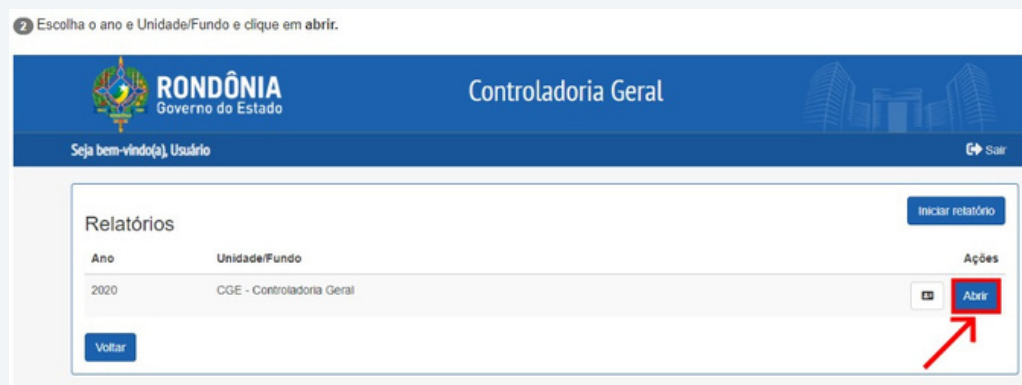 2 Escolha o ano e Unidade/Fundo e clique em abrir.
RONDÔNIA
Governo do Estado
Controladoria Geral
Seja bem-vindo(a), Usuário
Sair
Relatórios
Iniciar relatório
Ano Unidade/Fundo Ações
2020 CGE - Controladoria Geral Abrir
Voltar